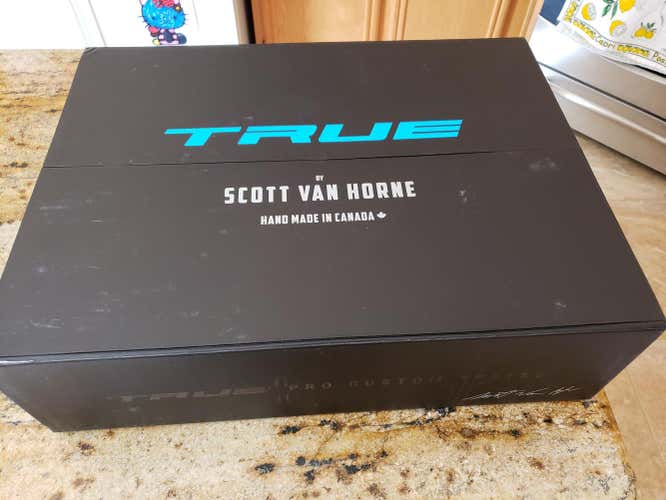 TRUE
BY
SCOTT VAN HORNE
HAND MADE IN CANADA
TRUE PRO CUSTOM SKATES